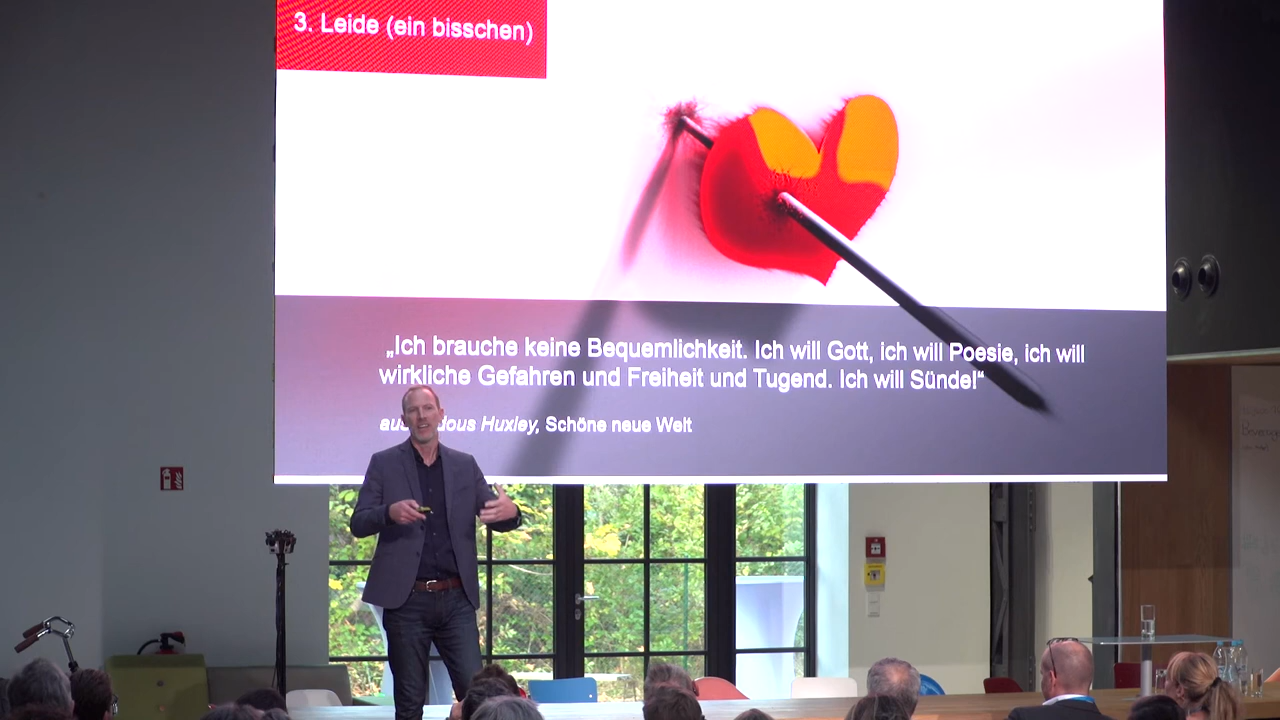 3. Leide (ein bisschen)
„Ich brauche keine Bequemlichkeit. Ich will Gott, ich will Poesie, ich will
wirkliche Gefahren und Freiheit und Tugend. Ich will Sünde!“
Huxley, Schöne neue Welt